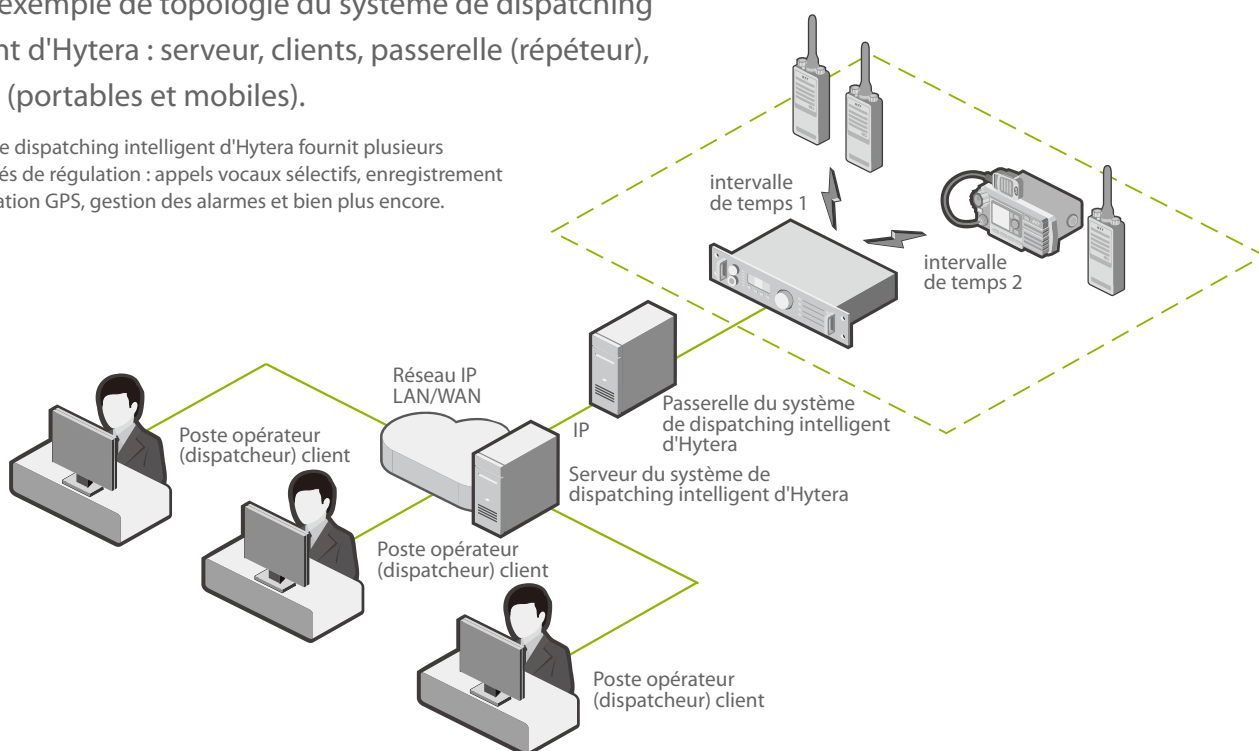 exemple de topologie du système de dispatching
nt d'Hytera : serveur, clients, passerelle (répéteur),
(portables et mobiles).
e dispatching intelligent d'Hytera fournit plusieurs
és de régulation : appels vocaux sélectifs, enregistrement
ation GPS, gestion des alarmes et bien plus encore.
intervalle
de temps 1
intervalle
de temps 2
Réseau IP
LAN/WAN
IP
Passerelle du système
de dispatching intelligent
d'Hytera
Poste opérateur
(dispatcheur) client
Serveur du système de
dispatching intelligent d'Hytera
Poste opérateur
(dispatcheur) client
Poste opérateur
(dispatcheur) client